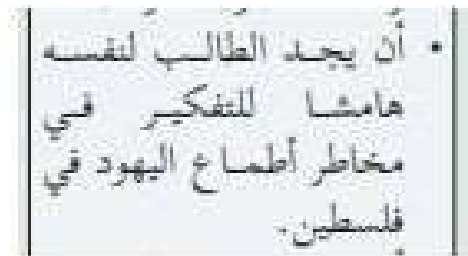 • أن يجد الطالب لنفسه
هامشا للتفكير في
مخاطر أطماع اليهود في
فلسطين.